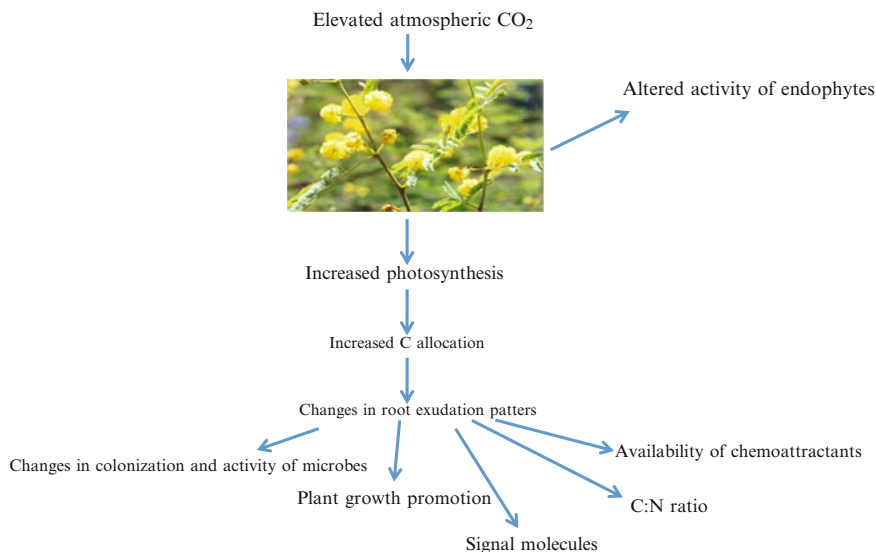 Elevated atmospheric CO₂
Altered activity of endophytes
Increased photosynthesis
Increased C allocation
Changes in root exudation patters
Availability of chemoattractants
Changes in colonization and activity of microbes
Plant growth promotion
C:N ratio
Signal molecules